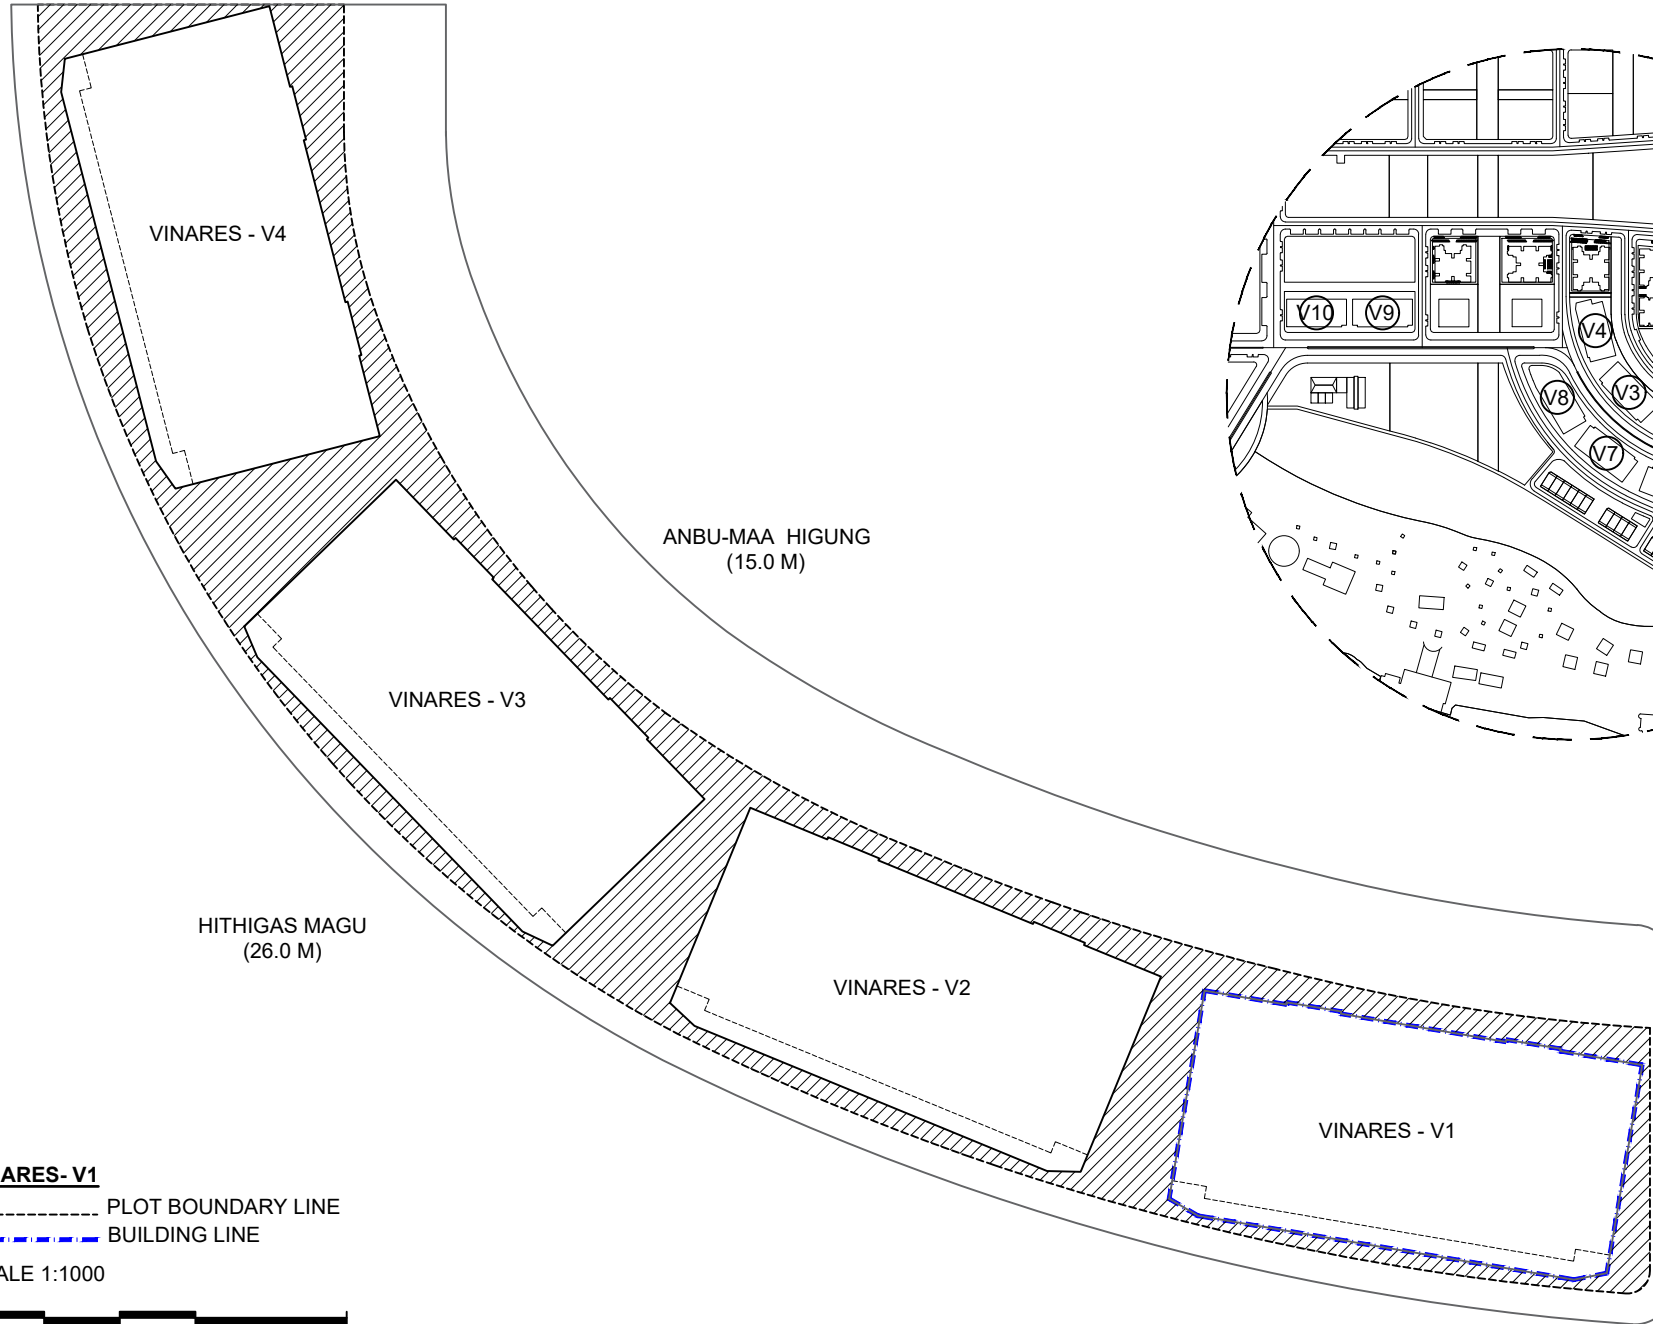 VINARES - V4
V10
V9
V4
V3
V8
V7
ANBU-MAA HIGUNG
(15.0 M)
VINARES - V3
HITHIGAS MAGU
(26.0 M)
VINARES - V2
VINARES - V1
ARES- V1
PLOT BOUNDARY LINE
BUILDING LINE
ALE 1:1000